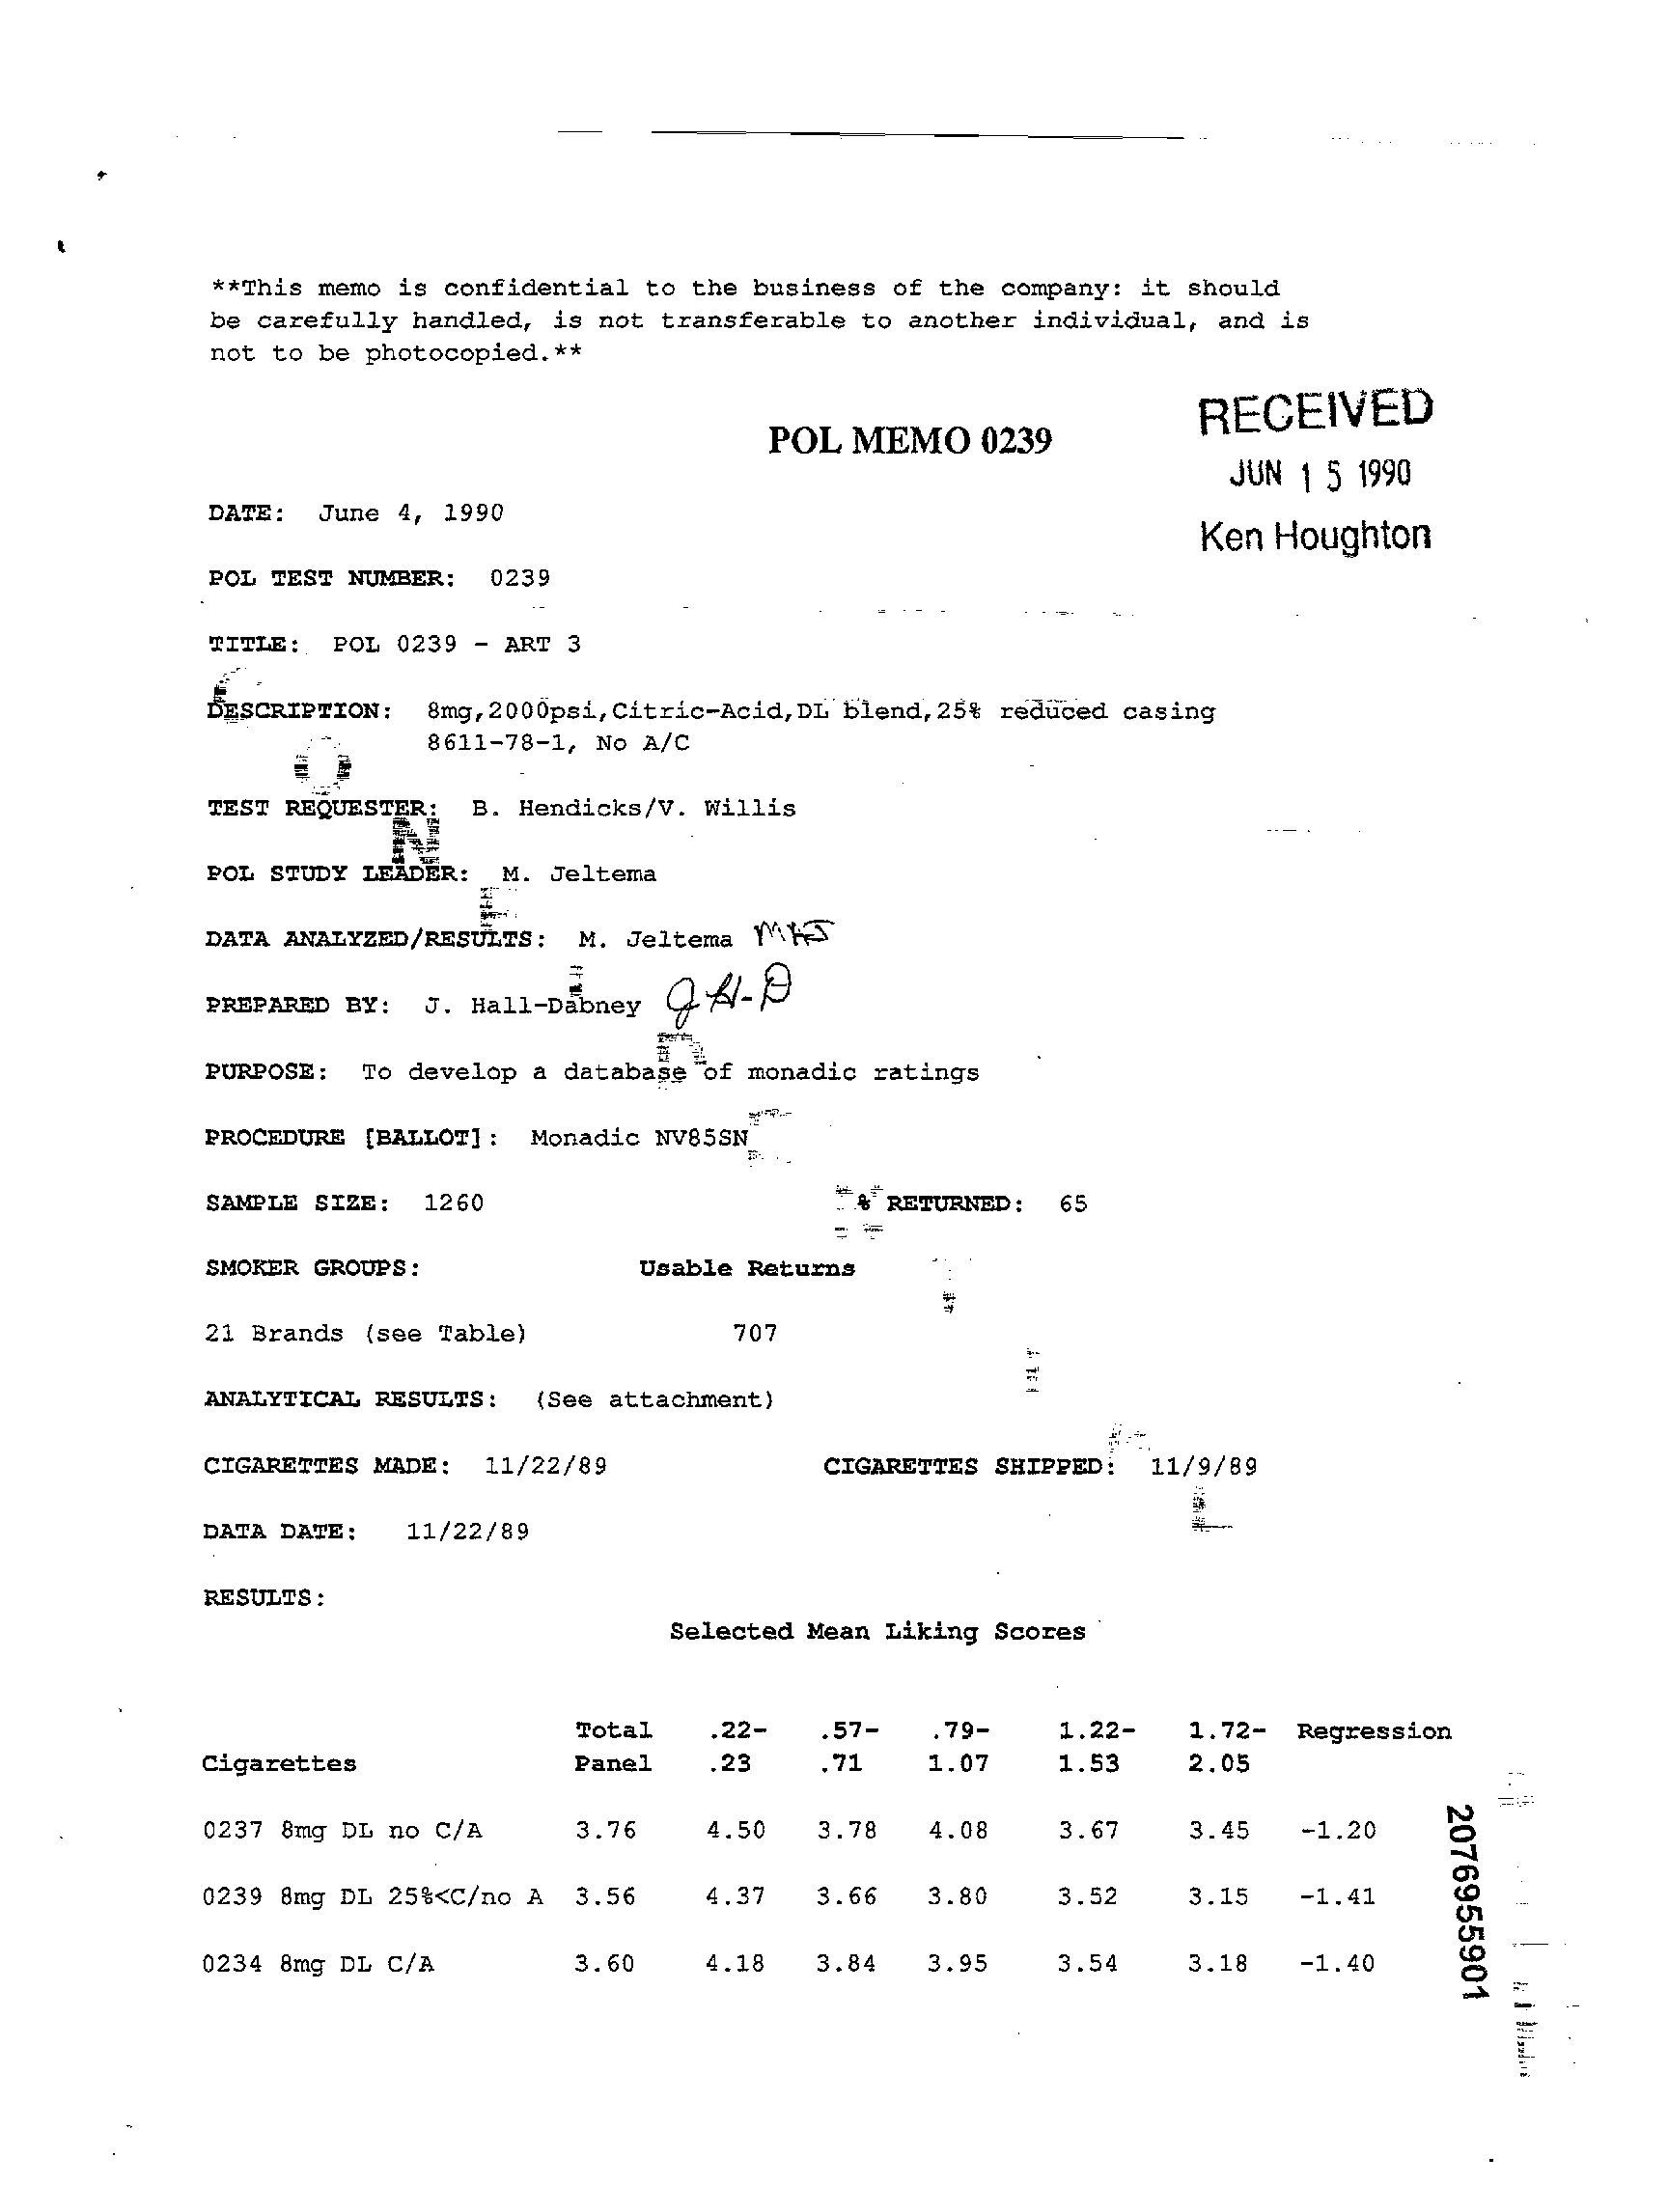 **This memo is confidential to the business of the company: it should
be carefully handled, is not transferable to another individual, and is
not to be photocopied.**
RECEIVED
POL MEMO 0239
JUN 15 1990
DATE: June 4, 1990
Ken Houghton
POL TEST NUMBER: 0239
TITLE: POL 0239 - ART 3
DESCRIPTION: 8mg,2000psi,Citric-Acid,DL blend,25% reduced casing
8611-78-1, No A/C
TEST REQUESTER: B. Hendicks/V. Willis
POL STUDY LEADER: M. Jeltema
DATA ANALYZED/RESULTS: M. Jeltema MAJ
PREPARED BY: J. Hall-Dabney JH-D
PURPOSE: To develop a database of monadic ratings
PROCEDURE [BALLOT]: Monadic NV85SN
SAMPLE SIZE: 1260 % RETURNED: 65
SMOKER GROUPS: Usable Returns
21 Brands (see Table) 707
ANALYTICAL RESULTS: (See attachment)
CIGARETTES MADE: 11/22/89 CIGARETTES SHIPPED: 11/9/89
DATA DATE: 11/22/89
RESULTS:
Selected Mean Liking Scores
Total .22- .57- .79- 1.22- 1.72- Regression
Cigarettes Panel .23 .71 1.07 1.53 2.05
0237 8mg DL no C/A 3.76 4.50 3.78 4.08 3.67 3.45 -1.20
0239 8mg DL 25%<C/no A 3.56 4.37 3.66 3.80 3.52 3.15 -1.41
0234 8mg DL C/A 3.60 4.18 3.84 3.95 3.54 3.18 -1.40
2076955901
CONFIDENTIAL